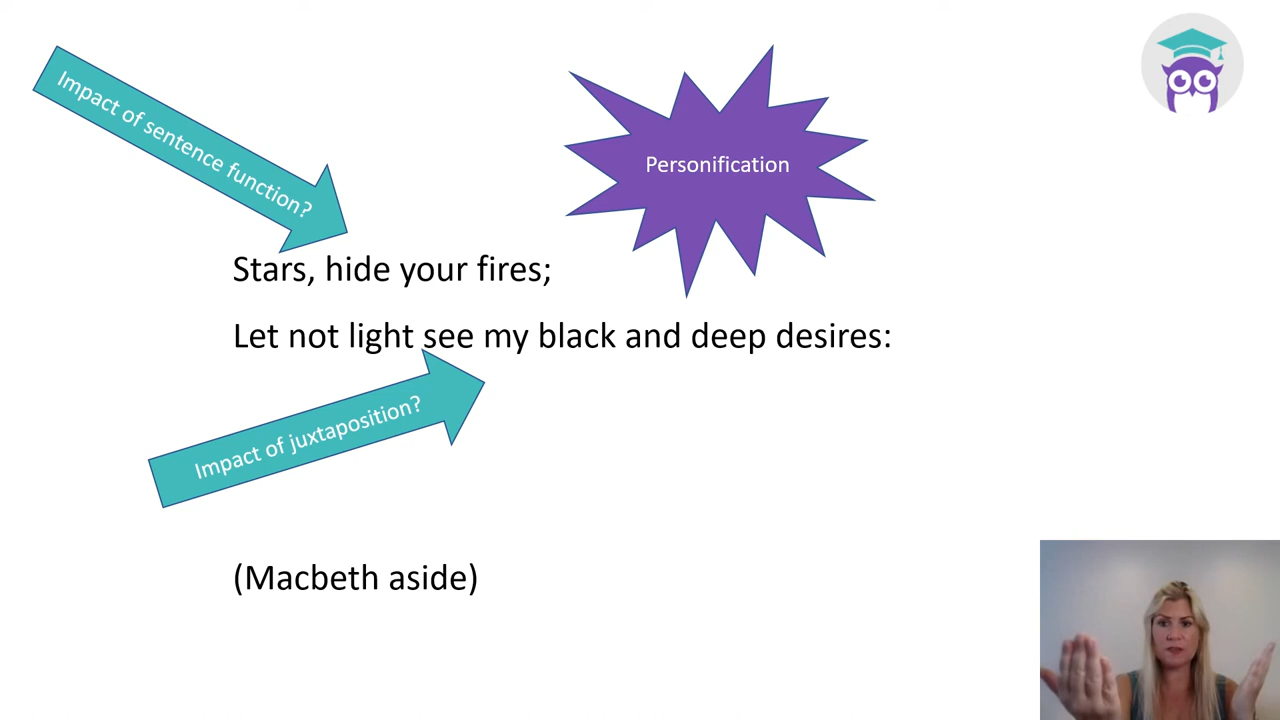 Impact of sentence function?
Personification
Stars, hide your fires;
Let not light see my black and deep desires:
Impact of juxtaposition?
(Macbeth aside)